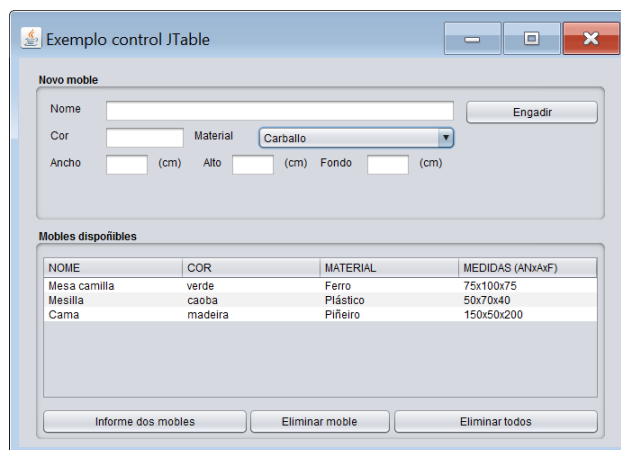 Exemplo control JTable
Novo moble
Nome Engadir
Cor Material Carballo
Ancho (cm) Alto (cm) Fondo (cm)
Mobles dispoñibles
NOME COR MATERIAL MEDIDAS (ANxAxF)
Mesa camilla verde Ferro 75x100x75
Mesilla caoba Plástico 50x70x40
Cama madeira Piñeiro 150x50x200
Informe dos mobles Eliminar moble Eliminar todos